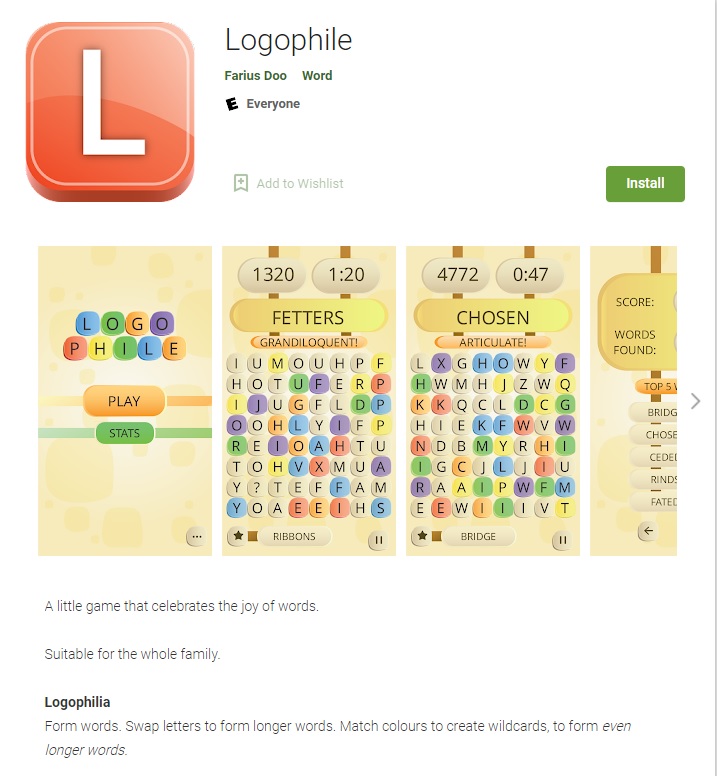 L
Logophile
Farius Doo Word
E Everyone
Add to Wishlist
Install
LOGO
PHILE
PLAY
STATS
...
1320 1:20
FETTERS
GRANDILOQUENT!
I U M O U H P F
H O T U F E R P
I J U G F L D P
O O H L Y I F P
R E I O A H T U
T O H V X M U A
Y ? T E F F A M
Y O A E E I H S
RIBBONS
4772 0:47
CHOSEN
ARTICULATE!
L X G H O W Y F
H W M H J Z W Q
K K Q C L D C G
H I E K F W V W
N D B M Y R H I
I G C J L J I U
R A A I P W F M
E E W I I I V T
BRIDGE
SCORE:
WORDS
FOUND:
TOP 5
BRIDG
CHOSE
CEDED
RINDS
FATED
A little game that celebrates the joy of words.
Suitable for the whole family.
Logophilia
Form words. Swap letters to form longer words. Match colours to create wildcards, to form even
longer words.